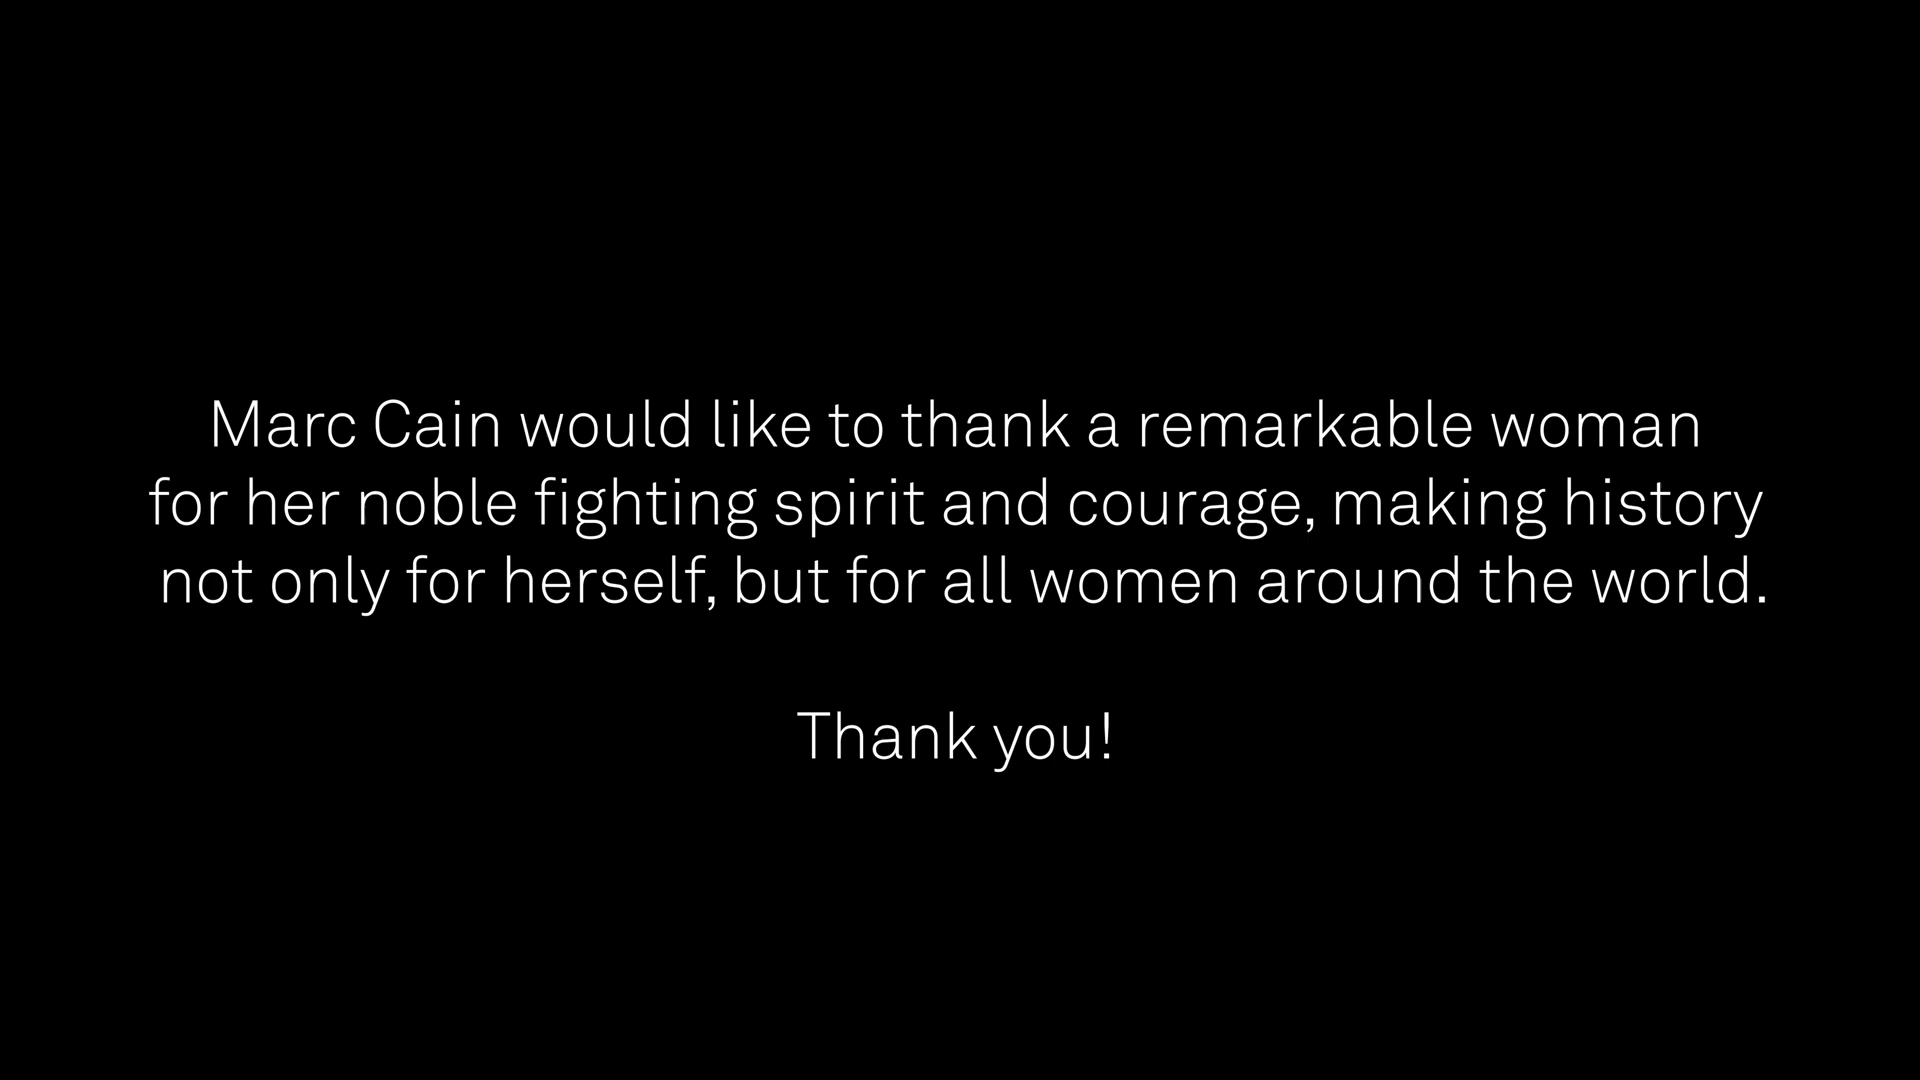 Marc Cain would like to thank a remarkable woman
for her noble fighting spirit and courage, making history
not only for herself, but for all women around the world.
Thank you!